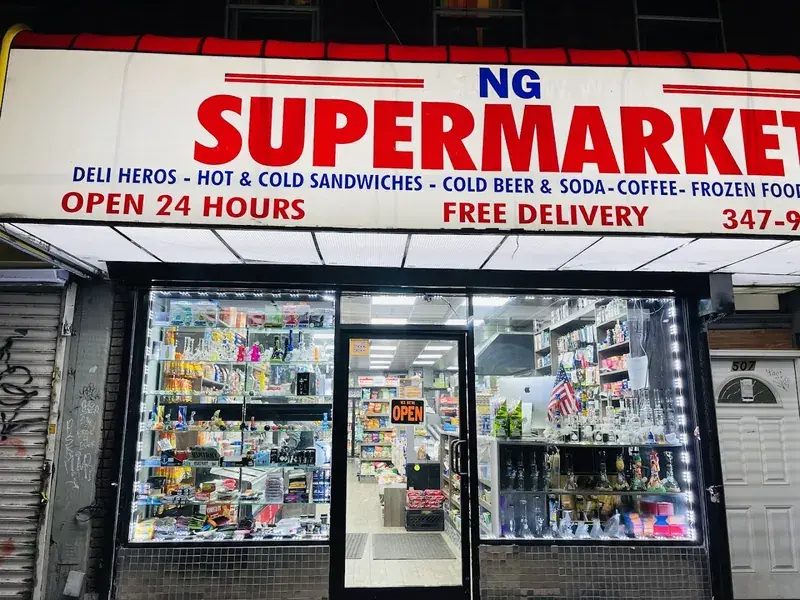 NG
SUPERMARKET
DELI HEROS - HOT & COLD SANDWICHES - COLD BEER & SODA - COFFEE - FROZEN FOOD
OPEN 24 HOURS FREE DELIVERY 347-9
507
OPEN